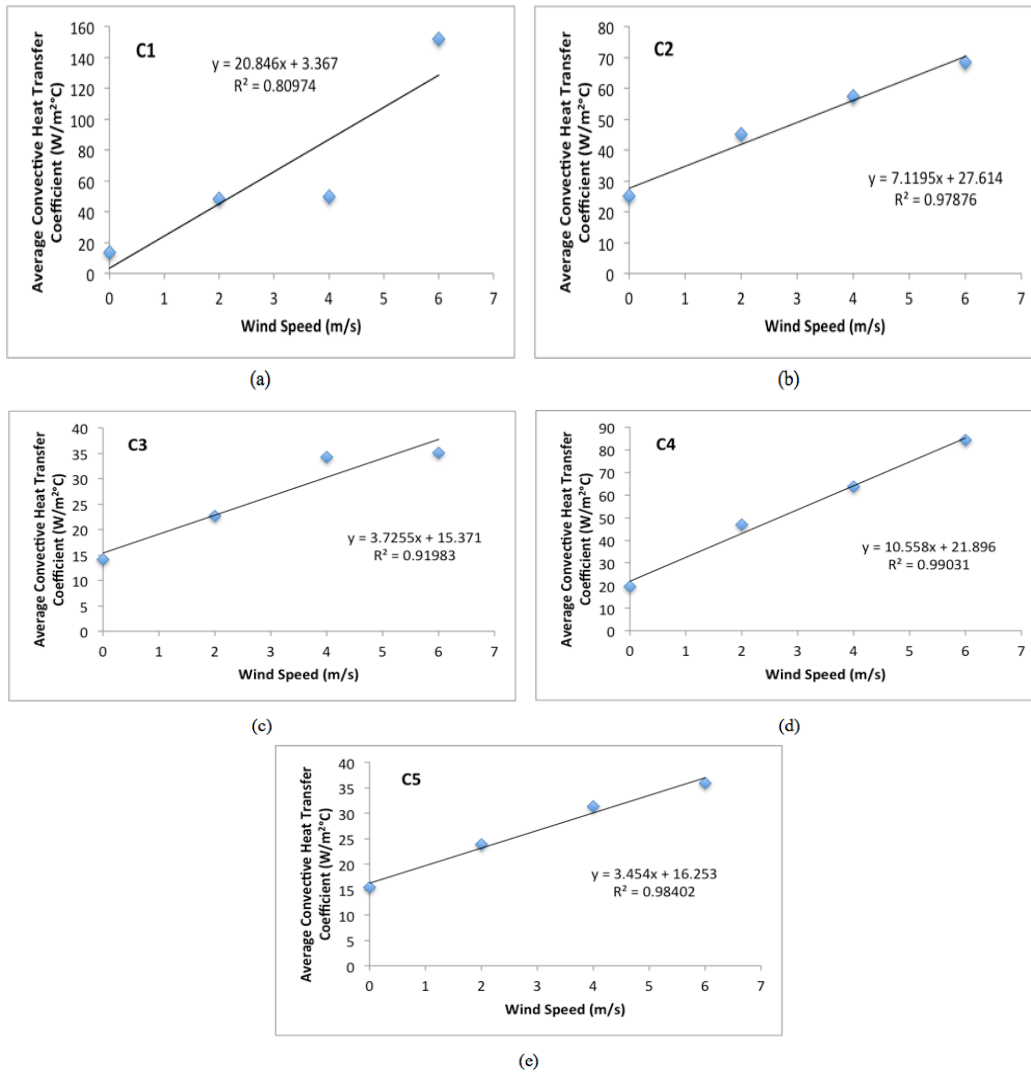 C1
y = 20.846x + 3.367
R² = 0.80974
Average Convective Heat Transfer
Coefficient (W/m²°C)
160
140
120
100
80
60
40
20
0
0 1 2 3 4 5 6 7
Wind Speed (m/s)
(a)
C2
y = 7.1195x + 27.614
R² = 0.97876
Average Convective Heat Transfer
Coefficient (W/m²°C)
80
70
60
50
40
30
20
10
0
0 1 2 3 4 5 6 7
Wind Speed (m/s)
(b)
C3
y = 3.7255x + 15.371
R² = 0.91983
Average Convective Heat Transfer
Coefficient (W/m²°C)
40
35
30
25
20
15
10
5
0
0 1 2 3 4 5 6 7
Wind Speed (m/s)
(c)
C4
y = 10.558x + 21.896
R² = 0.99031
Average Convective Heat Transfer
Coefficient (W/m²°C)
90
80
70
60
50
40
30
20
10
0
0 1 2 3 4 5 6 7
Wind Speed (m/s)
(d)
C5
y = 3.454x + 16.253
R² = 0.98402
Average Convective Heat Transfer
Coefficient (W/m²°C)
40
35
30
25
20
15
10
5
0
0 1 2 3 4 5 6 7
Wind Speed (m/s)
(e)